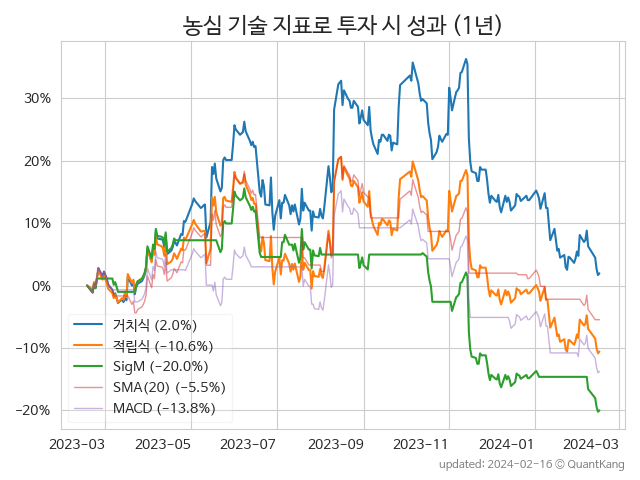 농심 기술 지표로 투자 시 성과 (1년)
30%
20%
10%
0%
−10%
−20%
거치식 (2.0%)
적립식 (−10.6%)
SigM (−20.0%)
SMA(20) (−5.5%)
MACD (−13.8%)
2023−03 2023−05 2023−07 2023−09 2023−11 2024−01 2024−03
updated: 2024−02−16 © QuantKang